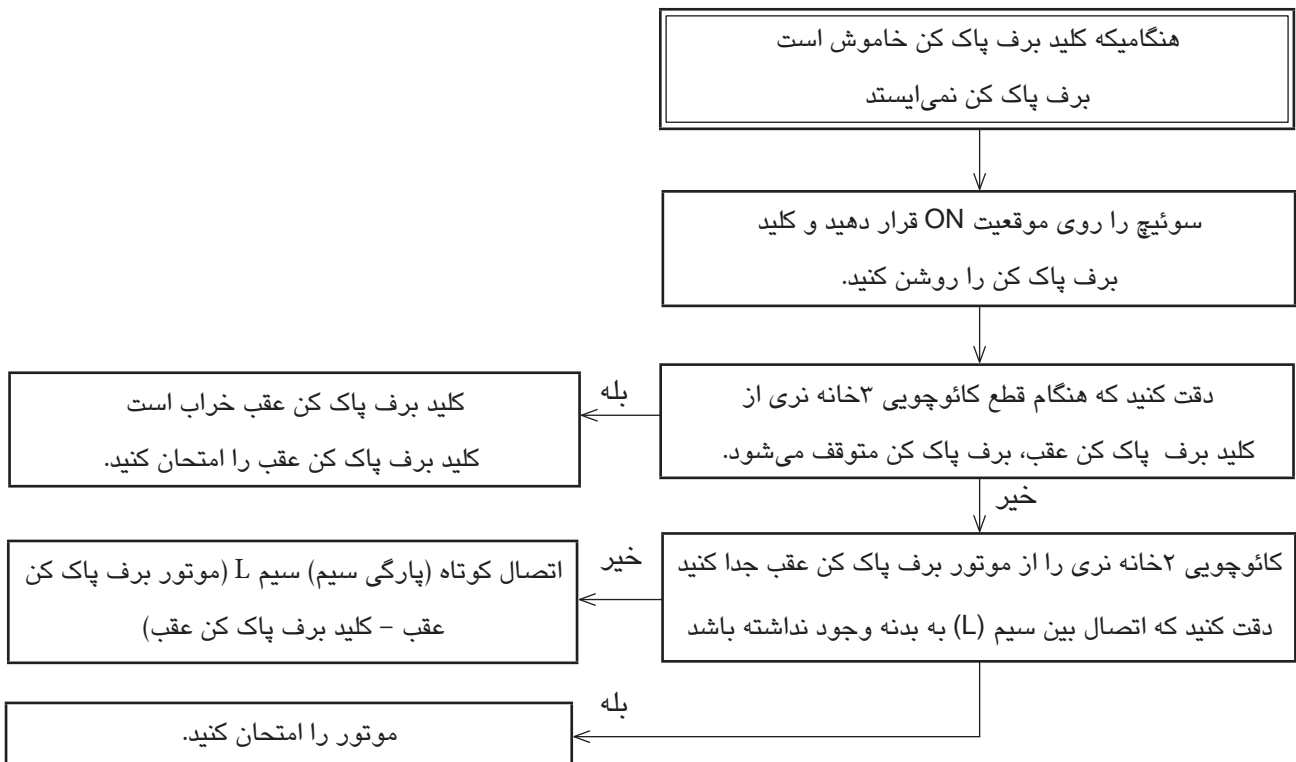 هنگامیکه کلید برف پاک کن خاموش است
برف پاک کن نمی‌ایستد
سوئیچ را روی موقعیت ON قرار دهید و کلید
برف پاک کن را روشن کنید.
دقت کنید که هنگام قطع کائوچویی ۳خانه نری از
کلید برف پاک کن عقب، برف پاک کن متوقف می‌شود.
بله
کلید برف پاک کن عقب خراب است
کلید برف پاک کن عقب را امتحان کنید.
خیر
کائوچویی ۲خانه نری را از موتور برف پاک کن عقب جدا کنید
دقت کنید که اتصال بین سیم (L) به بدنه وجود نداشته باشد
خیر
اتصال کوتاه (پارگی سیم) سیم L (موتور برف پاک کن
عقب – کلید برف پاک کن عقب)
بله
موتور را امتحان کنید.